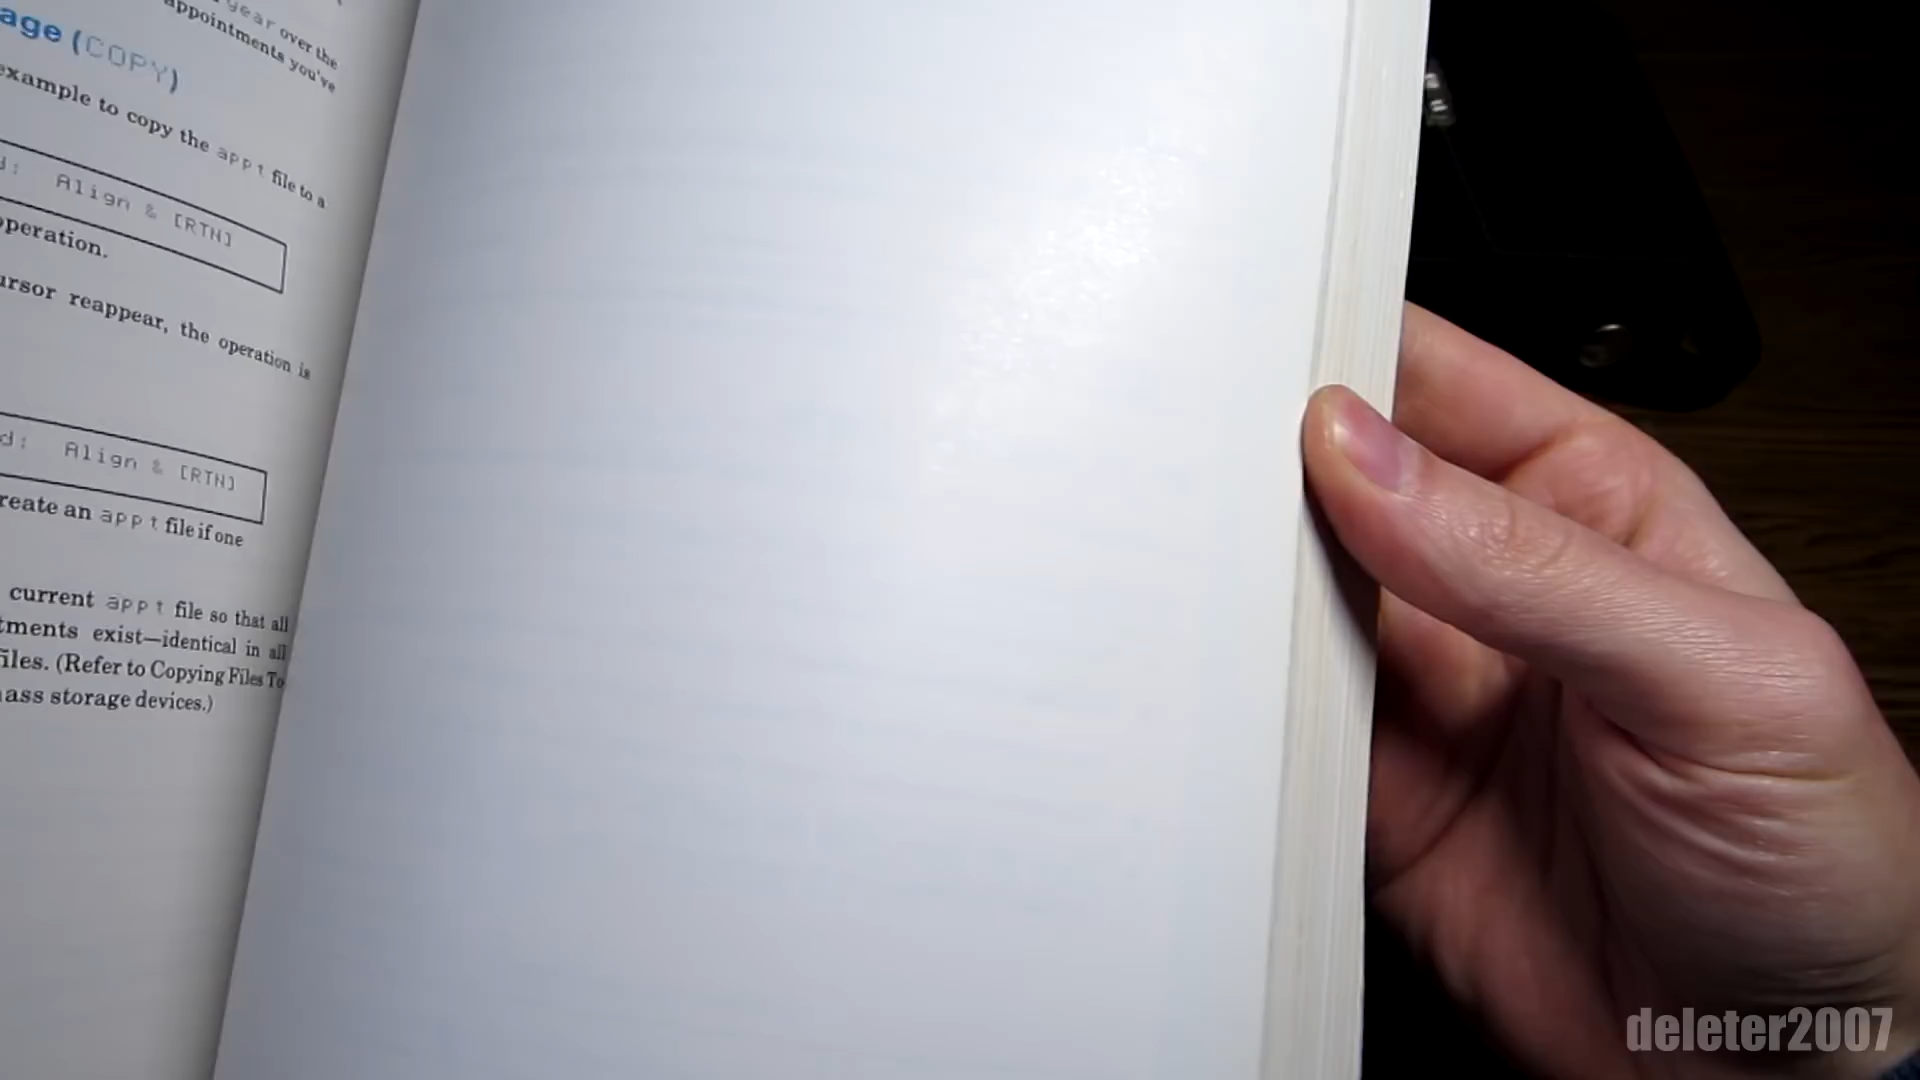 year over the
appointments you've
age (COPY)
example to copy the appt file to a
d: Align & [RTN]
operation.
ursor reappear, the operation is
d: Align & [RTN]
reate an appt file if one
current appt file so that all
tments exist—identical in all
files. (Refer to Copying Files To
ass storage devices.)
deleter2007